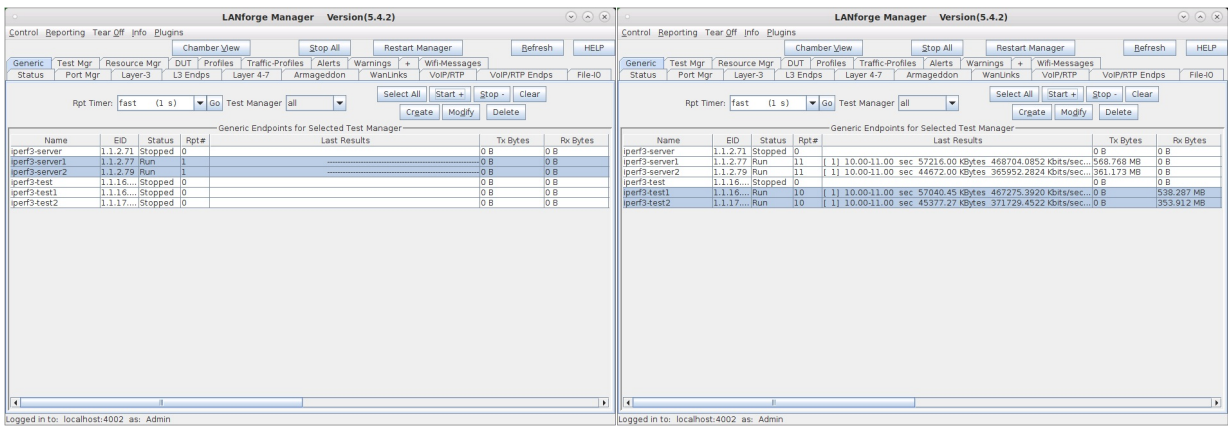 LANforge Manager Version(5.4.2)
Control Reporting Tear Off Info Plugins
Chamber View Stop All Restart Manager Refresh HELP
Generic Test Mgr Resource Mgr DUT Profiles Traffic-Profiles Alerts Warnings + Wifi-Messages
Status Port Mgr Layer-3 L3 Endps Layer 4-7 Armageddon WanLinks VoIP/RTP VoIP/RTP Endps File-IO
Rpt Timer: fast (1 s) Go Test Manager all Select All Start + Stop - Clear
Create Modify Delete
Generic Endpoints for Selected Test Manager
Name EID Status Rpt# Last Results Tx Bytes Rx Bytes
iperf3-server 1.1.2.71 Stopped 0 0 B 0 B
iperf3-server1 1.1.2.77 Run 1 0 B 0 B
iperf3-server2 1.1.2.79 Run 1 0 B 0 B
iperf3-test 1.1.16.... Stopped 0 0 B 0 B
iperf3-test1 1.1.16.... Stopped 0 0 B 0 B
iperf3-test2 1.1.17.... Stopped 0 0 B 0 B
Logged in to: localhost:4002 as: Admin
LANforge Manager Version(5.4.2)
Control Reporting Tear Off Info Plugins
Chamber View Stop All Restart Manager Refresh HELP
Generic Test Mgr Resource Mgr DUT Profiles Traffic-Profiles Alerts Warnings + Wifi-Messages
Status Port Mgr Layer-3 L3 Endps Layer 4-7 Armageddon WanLinks VoIP/RTP VoIP/RTP Endps File-IO
Rpt Timer: fast (1 s) Go Test Manager all Select All Start + Stop - Clear
Create Modify Delete
Generic Endpoints for Selected Test Manager
Name EID Status Rpt# Last Results Tx Bytes Rx Bytes
iperf3-server 1.1.2.71 Stopped 0 0 B 0 B
iperf3-server1 1.1.2.77 Run 11 [ 1] 10.00-11.00 sec 57216.00 KBytes 468704.0852 Kbits/sec... 568.768 MB 0 B
iperf3-server2 1.1.2.79 Run 11 [ 1] 10.00-11.00 sec 44672.00 KBytes 365952.2824 Kbits/sec... 361.173 MB 0 B
iperf3-test 1.1.16.... Stopped 0 0 B 0 B
iperf3-test1 1.1.16.... Run 10 [ 1] 10.00-11.00 sec 57040.45 KBytes 467275.3920 Kbits/sec... 0 B 538.287 MB
iperf3-test2 1.1.17.... Run 10 [ 1] 10.00-11.00 sec 45377.27 KBytes 371729.4522 Kbits/sec... 0 B 353.912 MB
Logged in to: localhost:4002 as: Admin